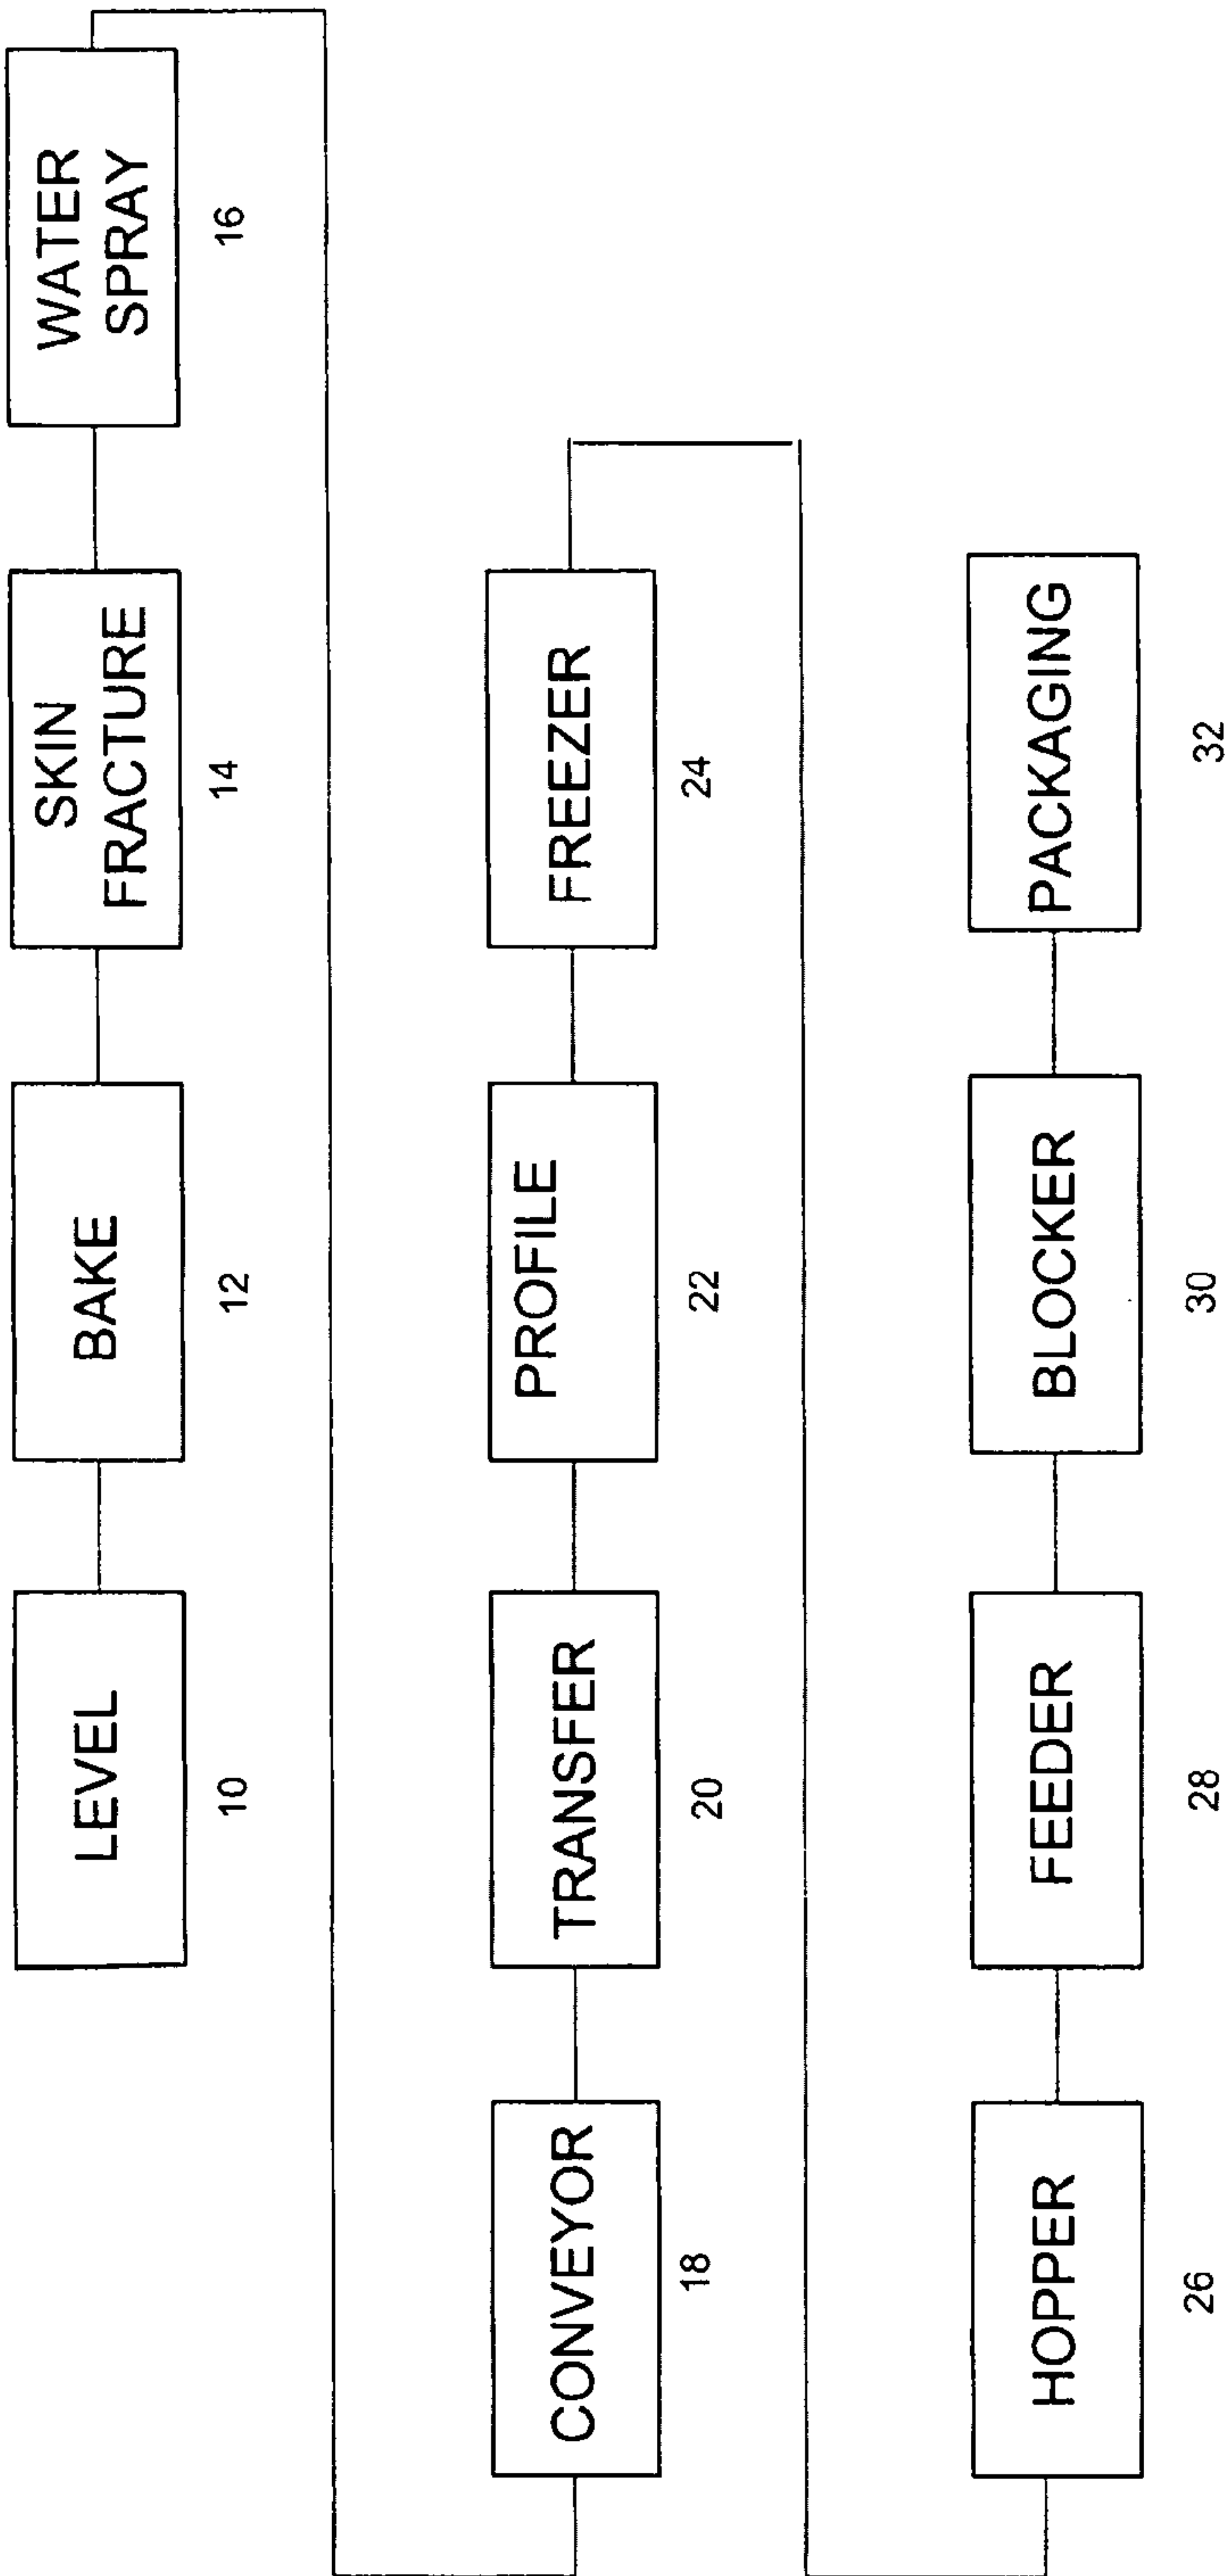 LEVEL
10
BAKE
12
SKIN
FRACTURE
14
WATER
SPRAY
16
CONVEYOR
18
TRANSFER
20
PROFILE
22
FREEZER
24
HOPPER
26
FEEDER
28
BLOCKER
30
PACKAGING
32